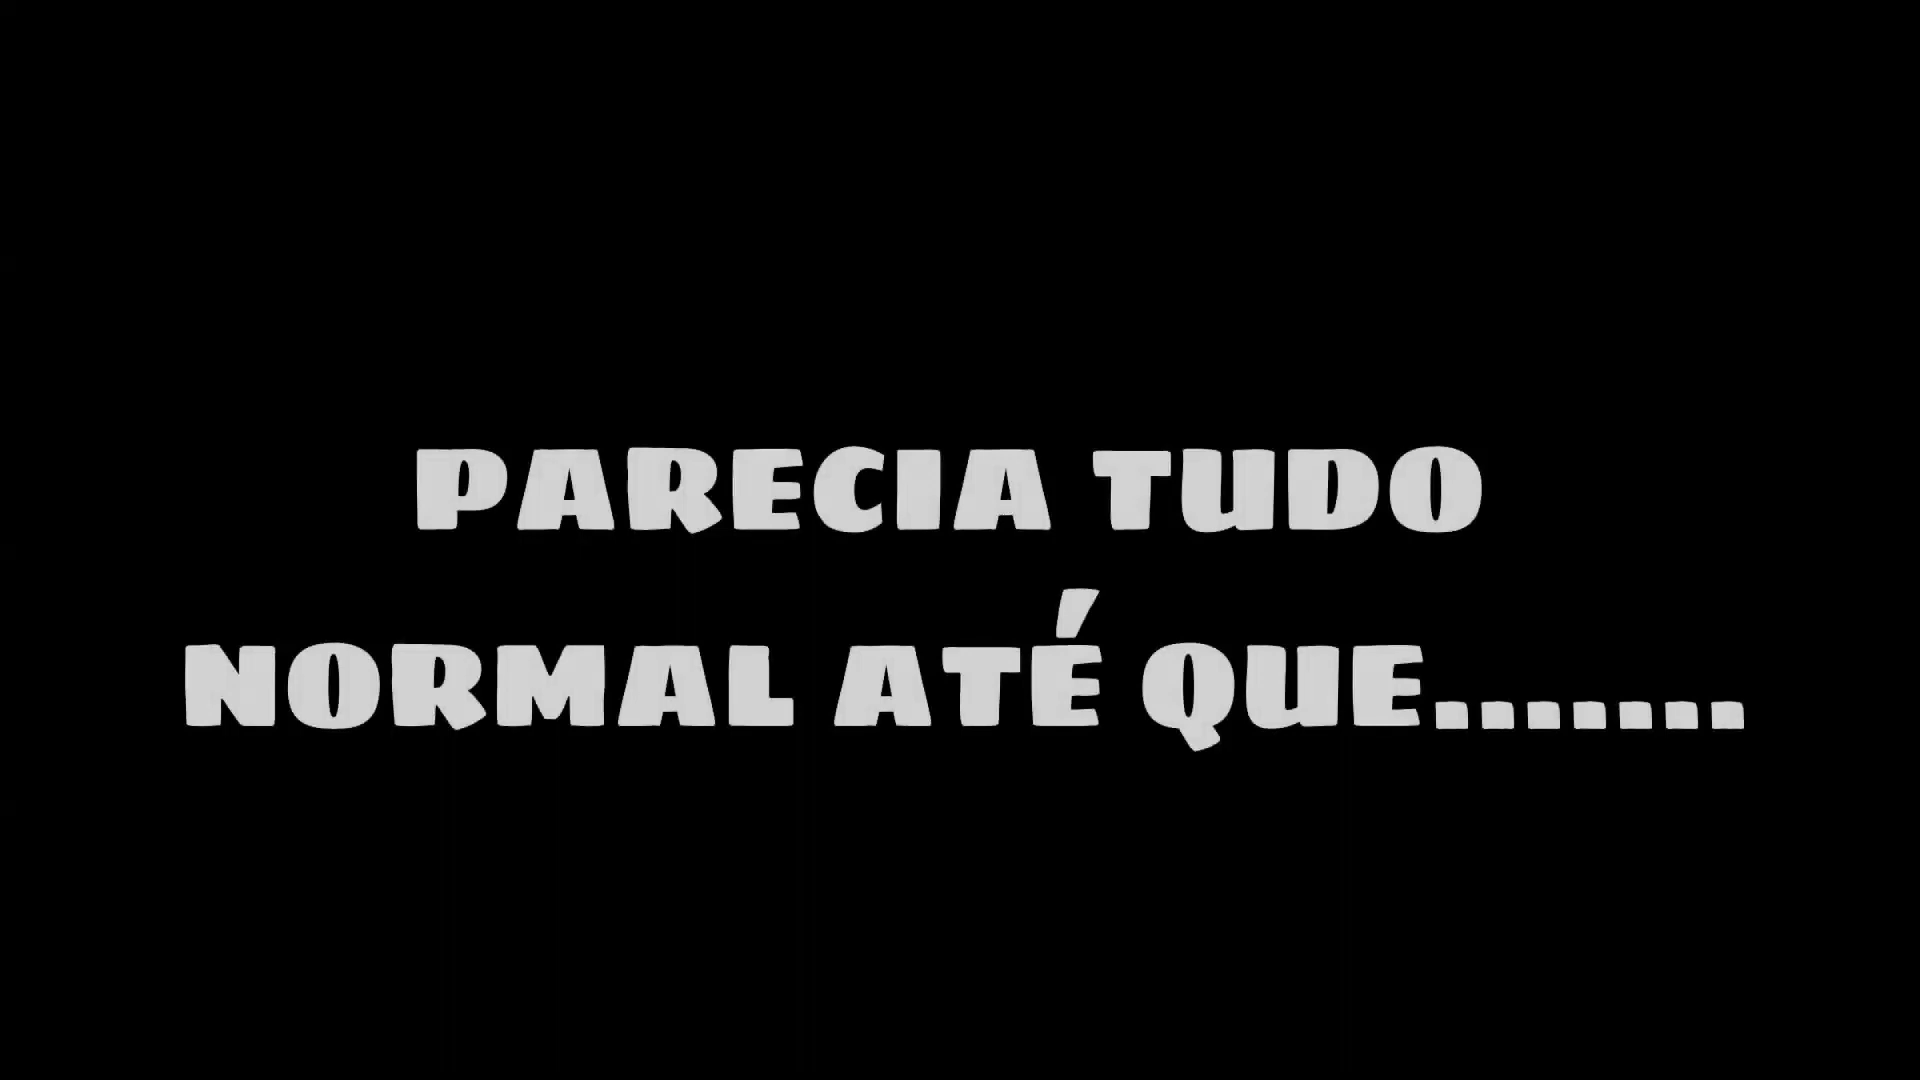 PARECIA TUDO
NORMAL ATÉ QUE.......